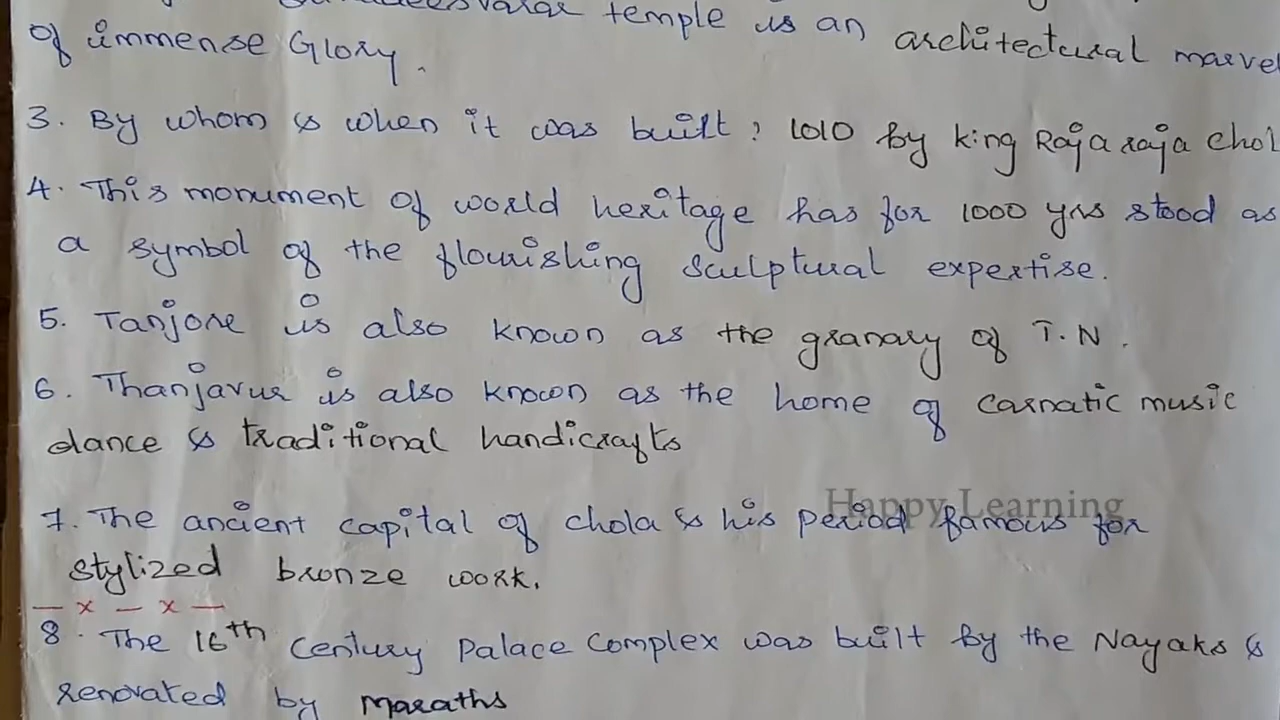 temple is an architectural marvel
of immense Glory.
3. By whom & when it was built ? 1010 by king Raja raja Chol
4. This monument of world heritage has for 1000 yrs stood as
a symbol of the flourishing sculptural expertise.
5. Tanjore is also known as the granary of T.N.
6. Thanjavur is also known as the home of Carnatic music
dance & traditional handicrafts
Happy Learning
7. The ancient capital of chola & his period famous for
stylized bronze work.
8. The 16th Century Palace Complex was built by the Nayaks &
renovated by Maraths